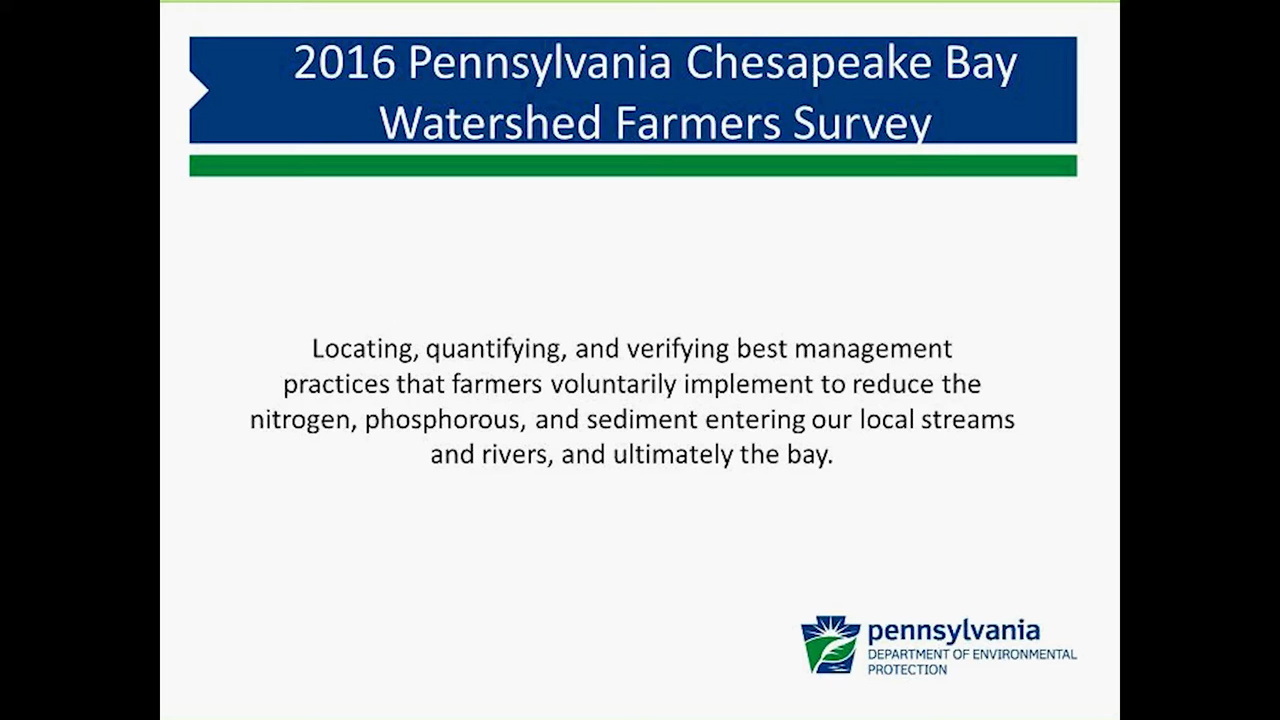 2016 Pennsylvania Chesapeake Bay
Watershed Farmers Survey
Locating, quantifying, and verifying best management
practices that farmers voluntarily implement to reduce the
nitrogen, phosphorous, and sediment entering our local streams
and rivers, and ultimately the bay.
pennsylvania
DEPARTMENT OF ENVIRONMENTAL
PROTECTION